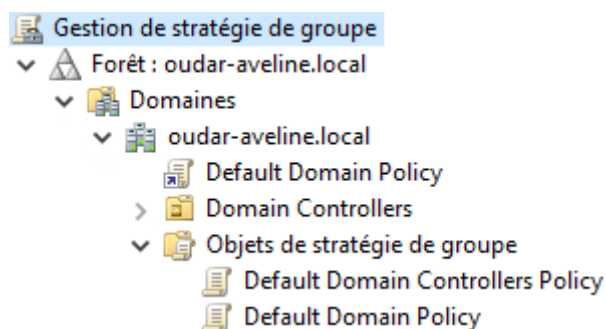 Gestion de stratégie de groupe
Forêt : oudar-aveline.local
Domaines
oudar-aveline.local
Default Domain Policy
Domain Controllers
Objets de stratégie de groupe
Default Domain Controllers Policy
Default Domain Policy